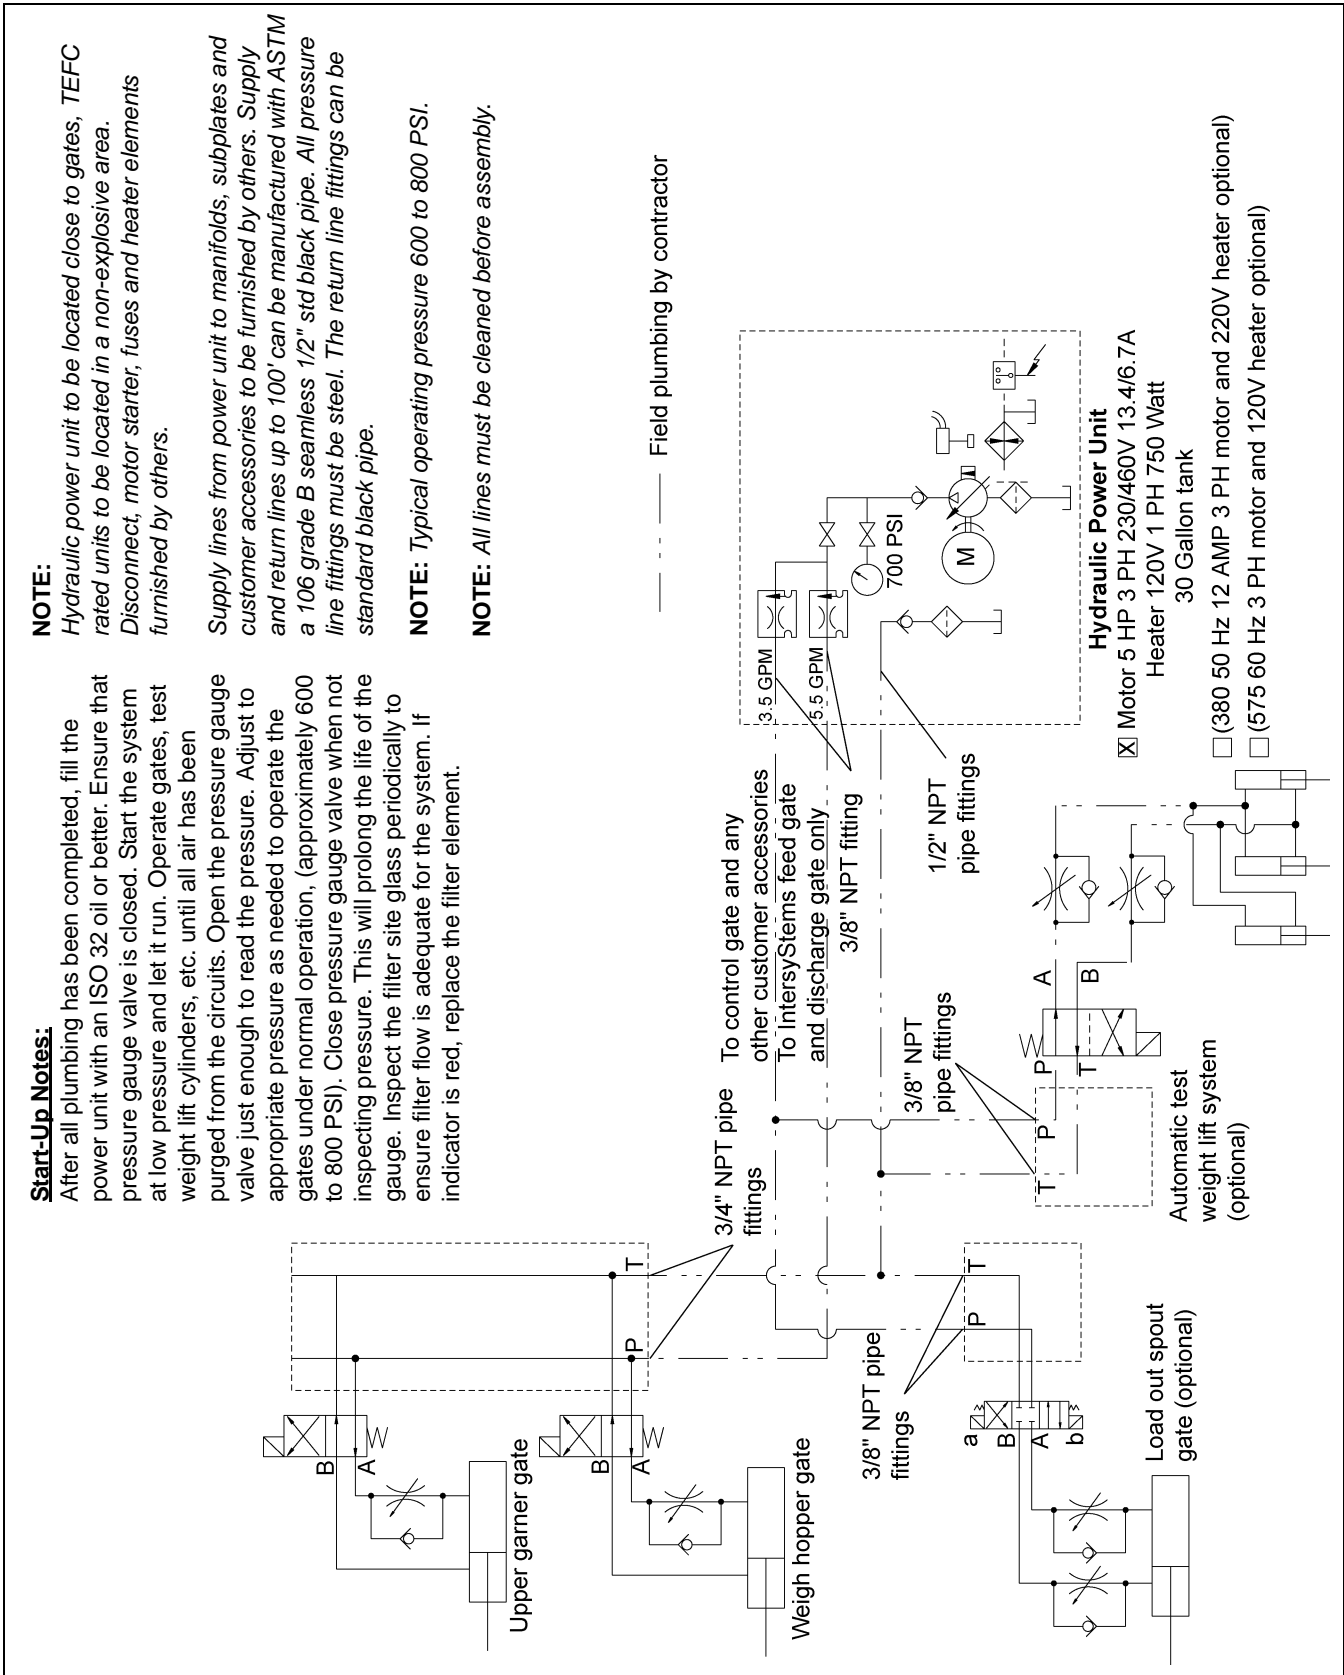 Start-Up Notes:
After all plumbing has been completed, fill the
power unit with an ISO 32 oil or better. Ensure that
pressure gauge valve is closed. Start the system
at low pressure and let it run. Operate gates, test
weight lift cylinders, etc. until all air has been
purged from the circuits. Open the pressure gauge
valve just enough to read the pressure. Adjust to
appropriate pressure as needed to operate the
gates under normal operation, (approximately 600
to 800 PSI). Close pressure gauge valve when not
inspecting pressure. This will prolong the life of the
gauge. Inspect the filter site glass periodically to
ensure filter flow is adequate for the system. If
indicator is red, replace the filter element.
NOTE:
Hydraulic power unit to be located close to gates, TEFC
rated units to be located in a non-explosive area.
Disconnect, motor starter, fuses and heater elements
furnished by others.
Supply lines from power unit to manifolds, subplates and
customer accessories to be furnished by others. Supply
and return lines up to 100' can be manufactured with ASTM
a 106 grade B seamless 1/2" std black pipe. All pressure
line fittings must be steel. The return line fittings can be
standard black pipe.
NOTE: Typical operating pressure 600 to 800 PSI.
NOTE: All lines must be cleaned before assembly.
Field plumbing by contractor
B
A
Upper garner gate
P
T
B
A
Weigh hopper gate
3/4" NPT pipe
fittings
To control gate and any
other customer accessories
To IntersyStems feed gate
and discharge gate only
3/8" NPT fitting
3.5 GPM
5.5 GPM
700 PSI
M
1/2" NPT
pipe fittings
Hydraulic Power Unit
X Motor 5 HP 3 PH 230/460V 13.4/6.7A
Heater 120V 1 PH 750 Watt
30 Gallon tank
(380 50 Hz 12 AMP 3 PH motor and 220V heater optional)
(575 60 Hz 3 PH motor and 120V heater optional)
3/8" NPT pipe
fittings
P
T
a
B
A
b
Load out spout
gate (optional)
3/8" NPT
pipe fittings
T
P
P
T
A
B
Automatic test
weight lift system
(optional)